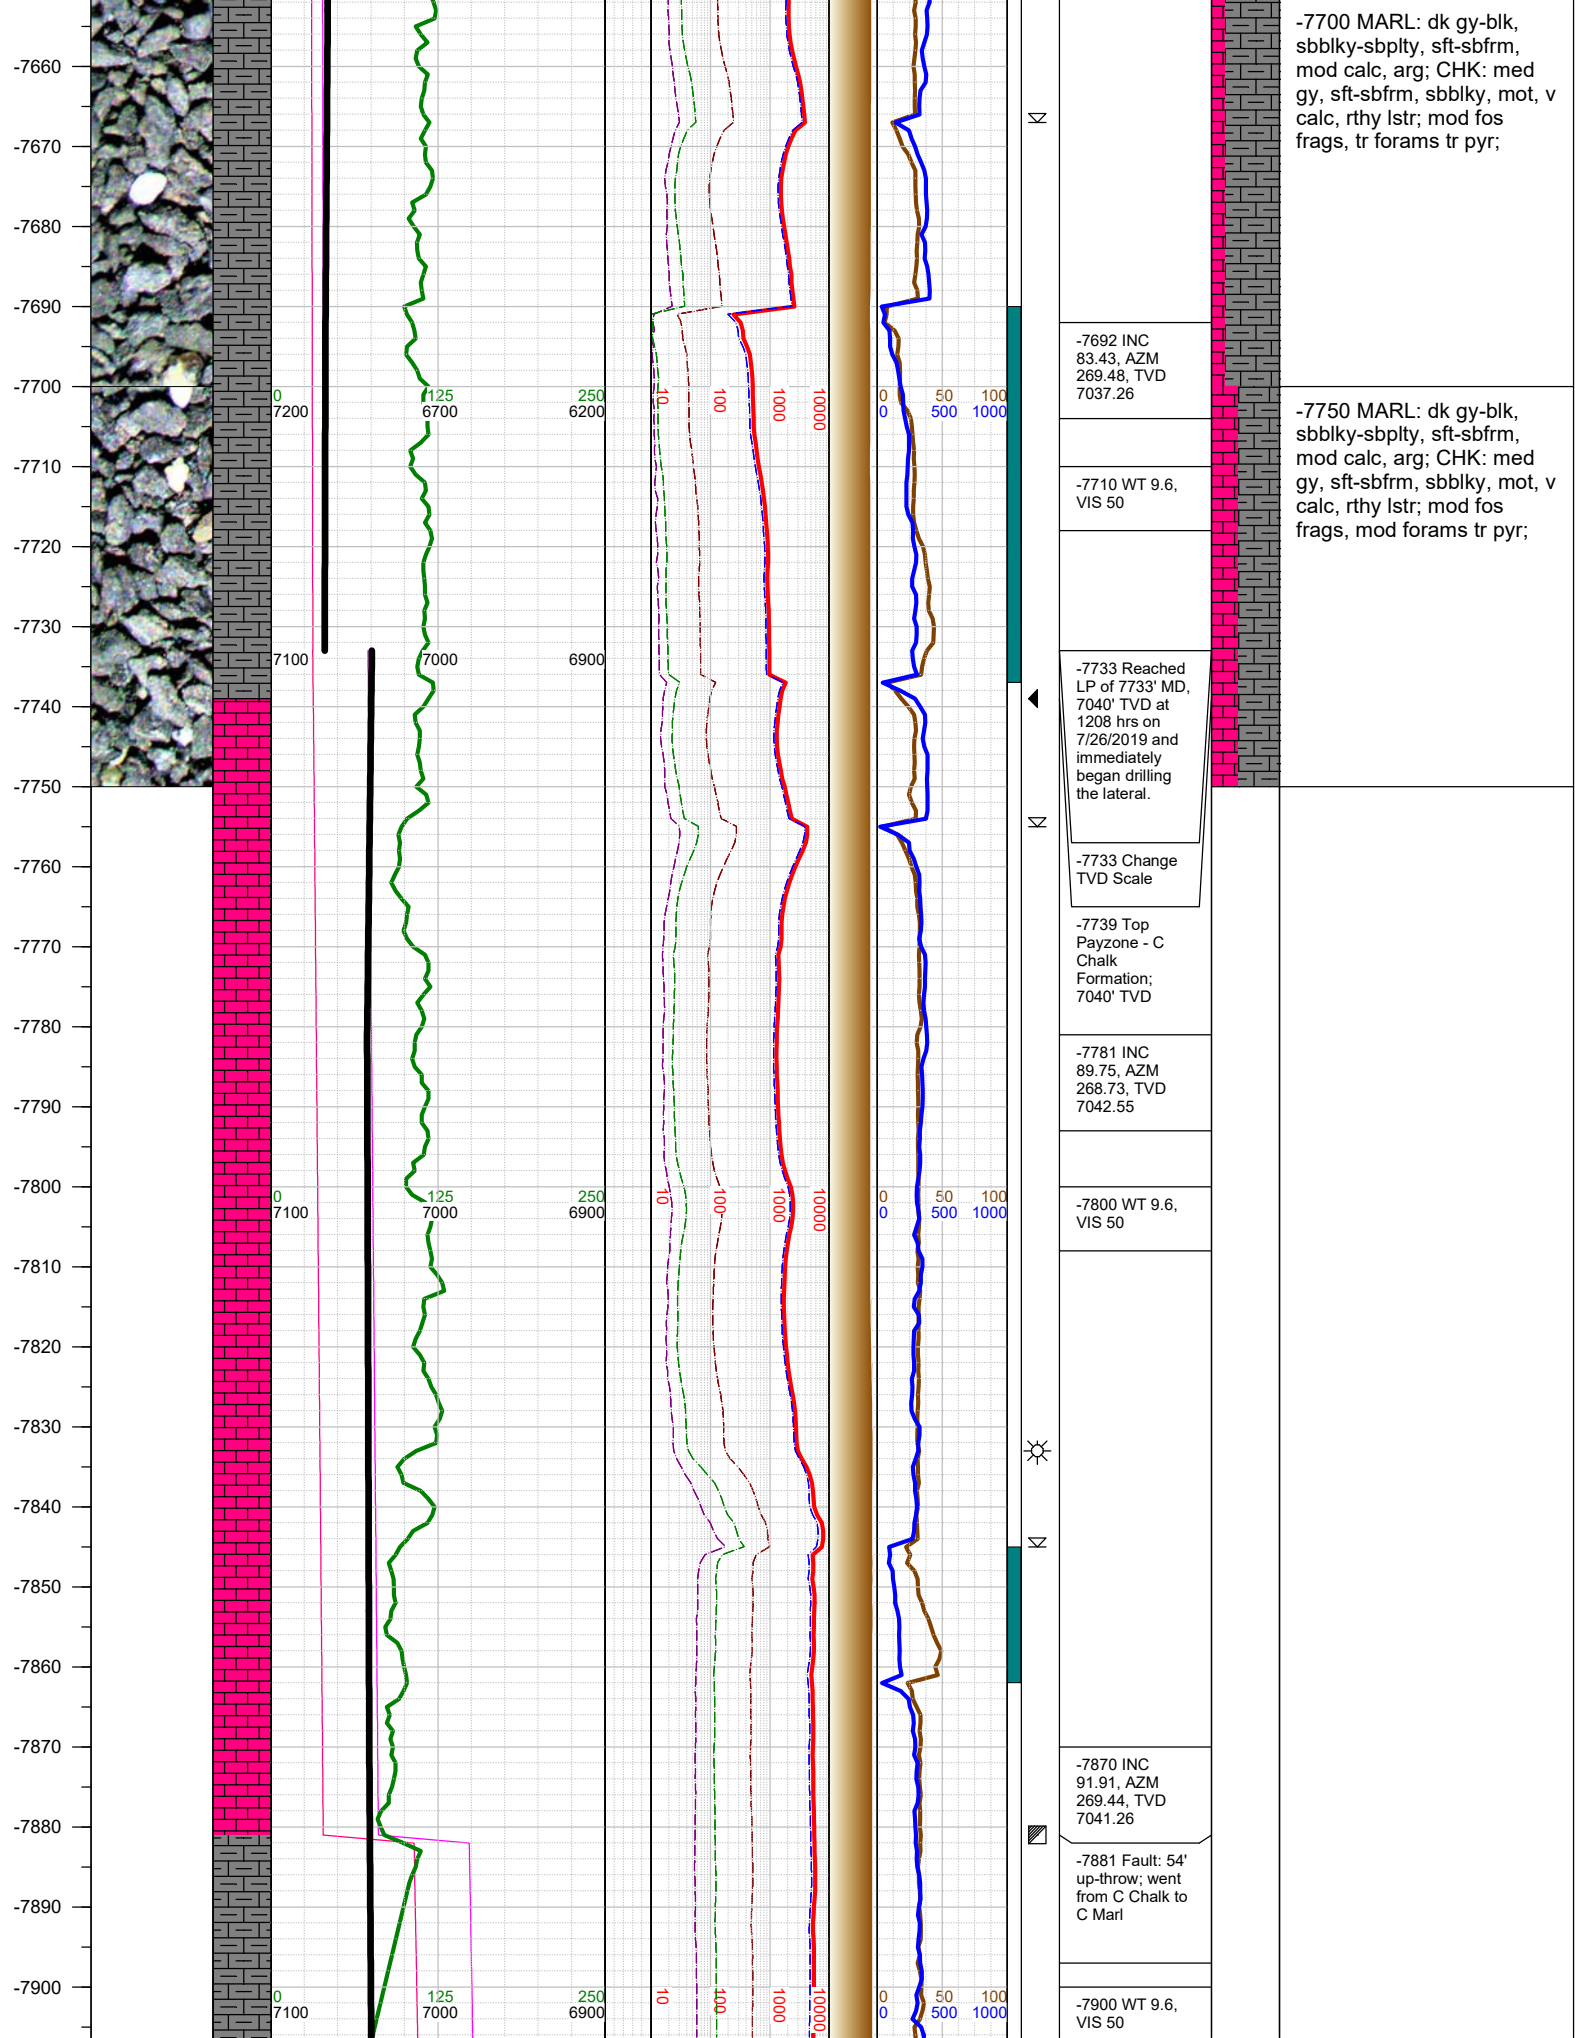 -7700 MARL: dk gy-blk,
sbblky-sbplty, sft-sbfrm,
mod calc, arg; CHK: med
gy, sft-sbfrm, sbblky, mot, v
calc, rthy lstr; mod fos
frags, tr forams tr pyr;
-7660
-7670
-7680
-7690
-7692 INC
83.43, AZM
269.48, TVD
7037.26
-7700
0 125 250
7200 6700 6200
10 100 1000 10000
0 50 100
0 500 1000
-7750 MARL: dk gy-blk,
sbblky-sbplty, sft-sbfrm,
mod calc, arg; CHK: med
gy, sft-sbfrm, sbblky, mot, v
calc, rthy lstr; mod fos
frags, mod forams tr pyr;
-7710
-7710 WT 9.6,
VIS 50
-7720
-7730
7100 7000 6900
-7733 Reached
LP of 7733' MD,
7040' TVD at
1208 hrs on
7/26/2019 and
immediately
began drilling
the lateral.
-7740
-7750
-7760
-7733 Change
TVD Scale
-7739 Top
Payzone - C
Chalk
Formation;
7040' TVD
-7770
-7780
-7781 INC
89.75, AZM
268.73, TVD
7042.55
-7790
-7800
0 125 250
7100 7000 6900
10 100 1000 10000
0 50 100
0 500 1000
-7800 WT 9.6,
VIS 50
-7810
-7820
-7830
-7840
-7850
-7860
-7870
-7870 INC
91.91, AZM
269.44, TVD
7041.26
-7880
-7881 Fault: 54'
up-throw; went
from C Chalk to
C Marl
-7890
-7900
0 125 250
7100 7000 6900
10 100 1000 10000
0 50 100
0 500 1000
-7900 WT 9.6,
VIS 50